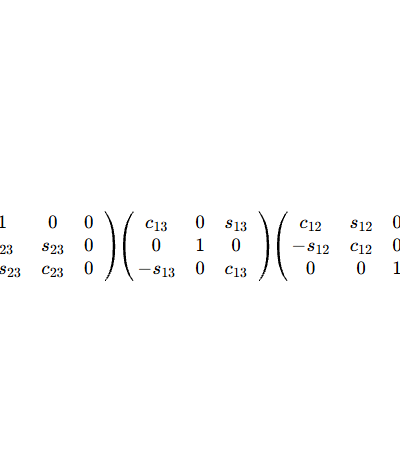 1 0 0 ) ( c₁₃ 0 s₁₃ ) ( c₁₂ s₁₂ 0
₂₃ s₂₃ 0 ) ( 0 1 0 ) ( −s₁₂ c₁₂ 0
s₂₃ c₂₃ 0 ) ( −s₁₃ 0 c₁₃ ) ( 0 0 1